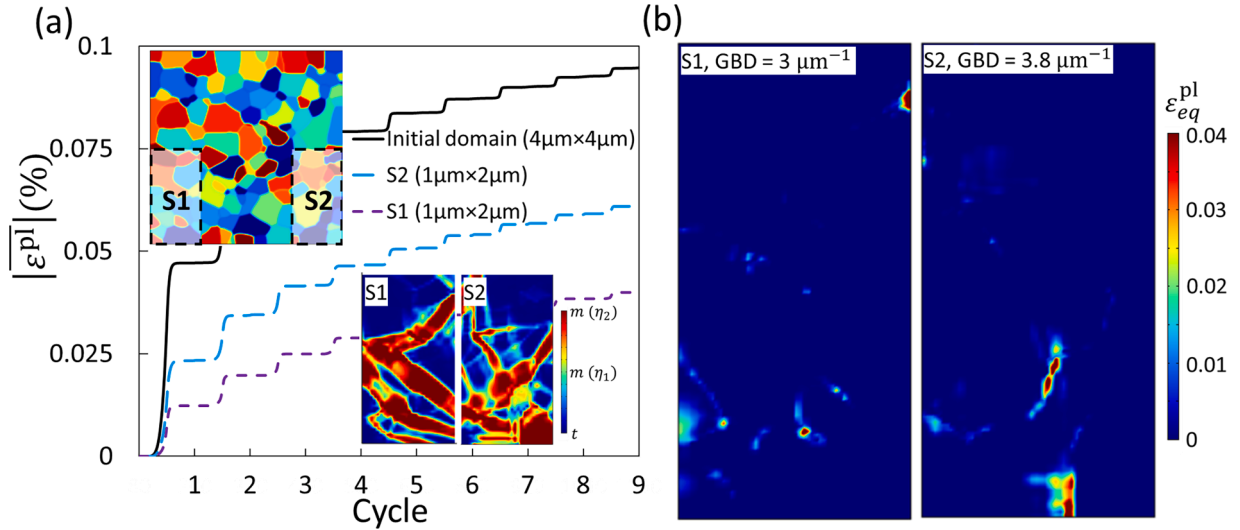 (a)
|ε̅ᵖˡ| (%)
0.1
0.075
0.05
0.025
0
1 2 3 4 5 6 7 8 9
Cycle
S1
S2
Initial domain (4μm×4μm)
S2 (1μm×2μm)
S1 (1μm×2μm)
S1
S2
m (η₂)
m (η₁)
t
(b)
S1, GBD = 3 μm⁻¹
S2, GBD = 3.8 μm⁻¹
ε_eq^pl
0.04
0.03
0.02
0.01
0